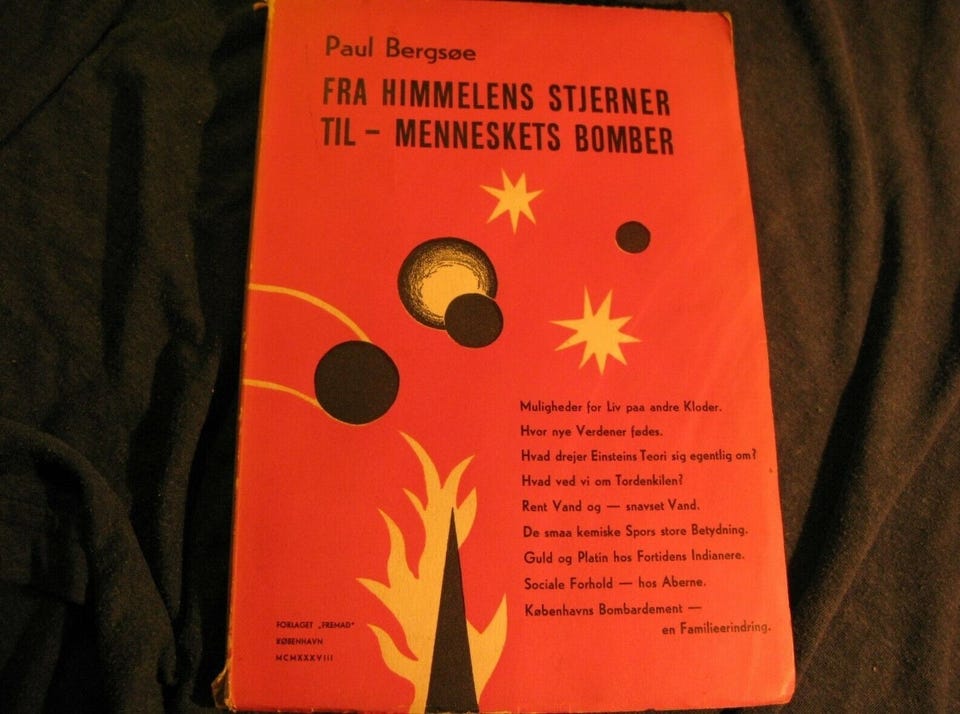 Paul Bergsøe
FRA HIMMELENS STJERNER
TIL – MENNESKETS BOMBER
Muligheder for Liv paa andre Kloder.
Hvor nye Verdener fødes.
Hvad drejer Einsteins Teori sig egentlig om?
Hvad ved vi om Tordenkilen?
Rent Vand og — snavset Vand.
De smaa kemiske Spors store Betydning.
Guld og Platin hos Fortidens Indianere.
Sociale Forhold — hos Aberne.
Københavns Bombardement —
en Familieerindring.
FORLAGET „FREMAD"
KØBENHAVN
MCMXXXVIII